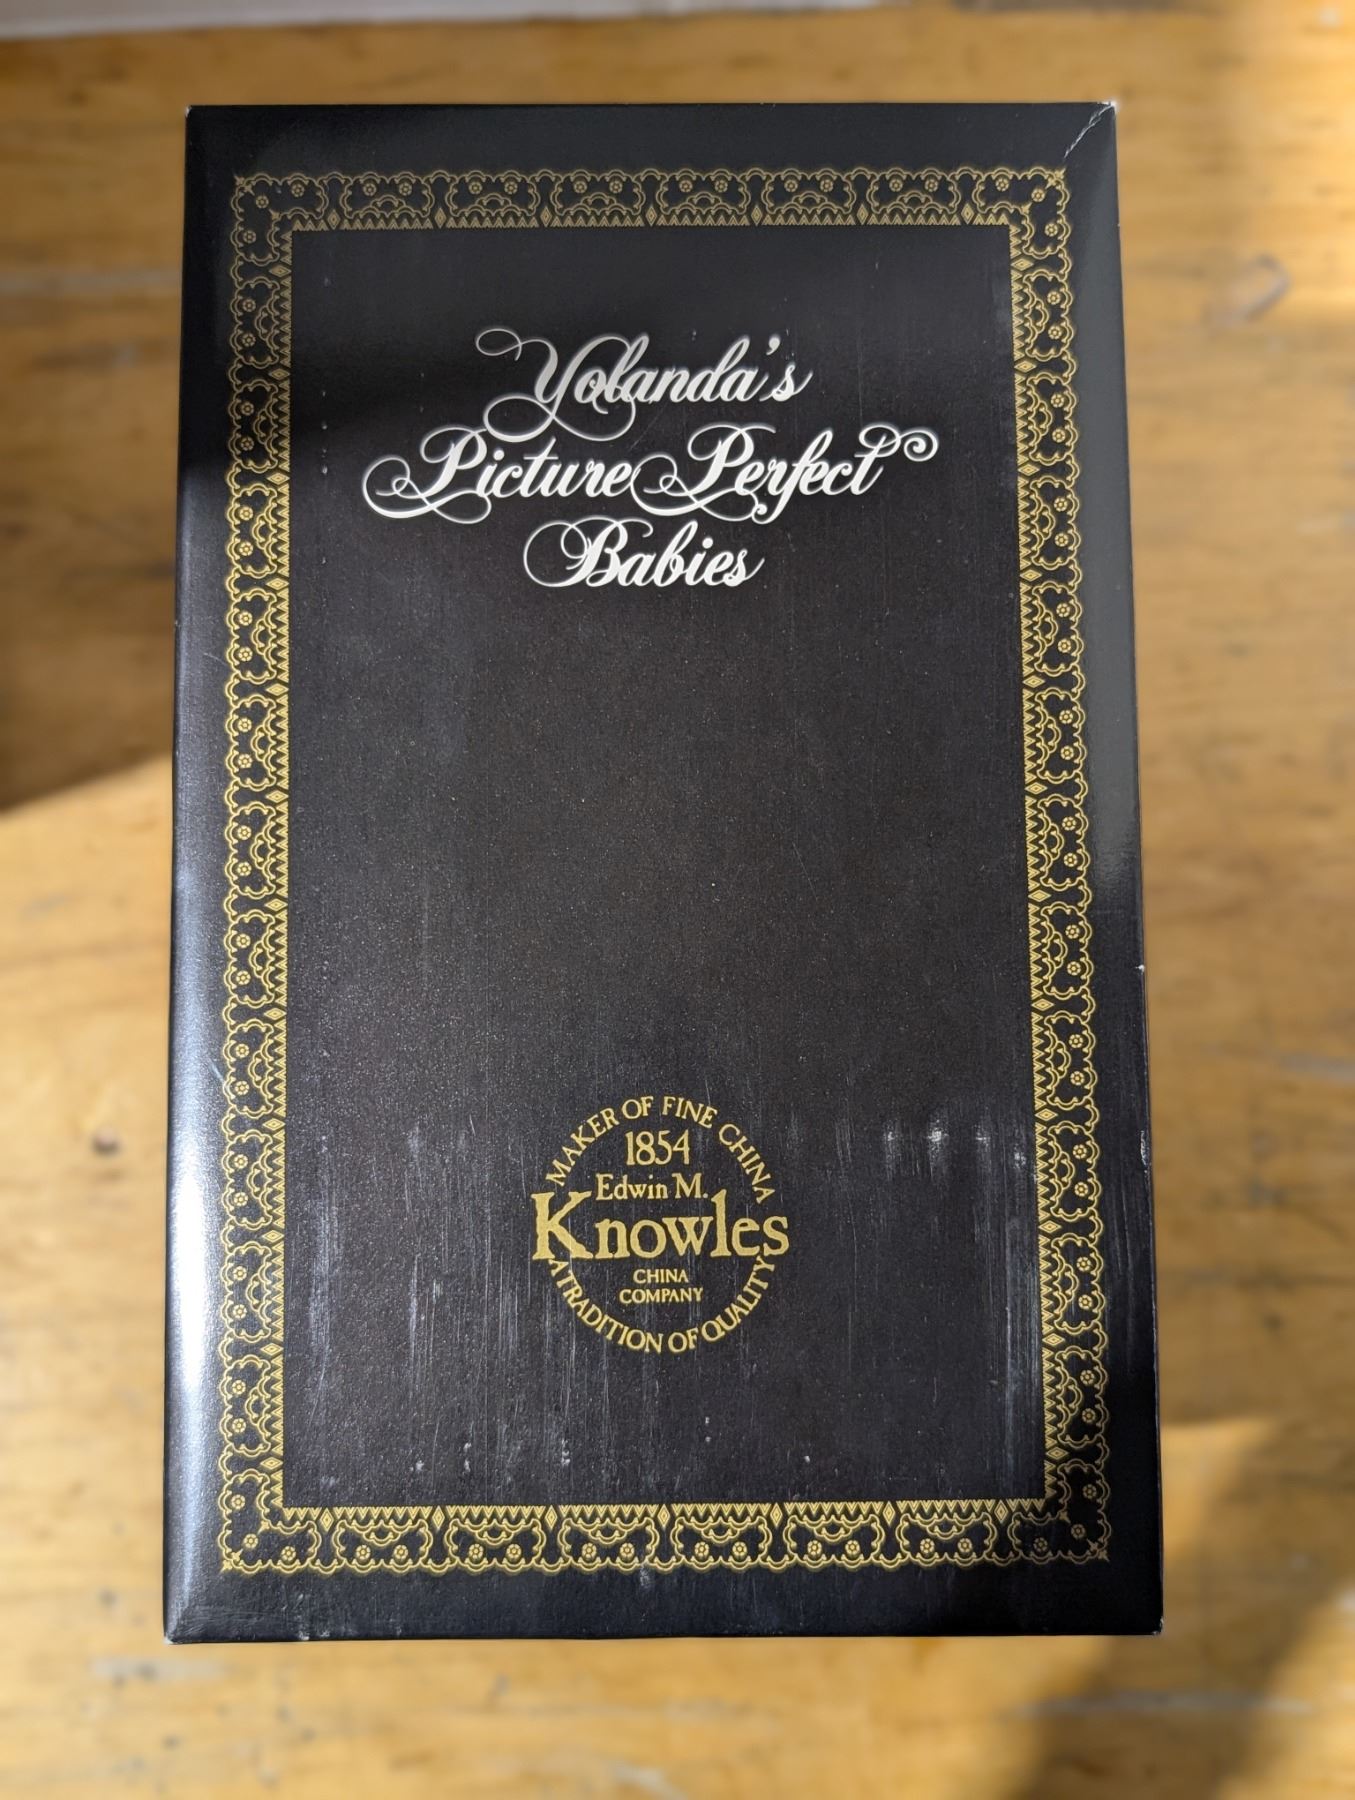 Yolanda's
Picture Perfect
Babies
MAKER OF FINE CHINA
1854
Edwin M.
Knowles
CHINA
COMPANY
A TRADITION OF QUALITY